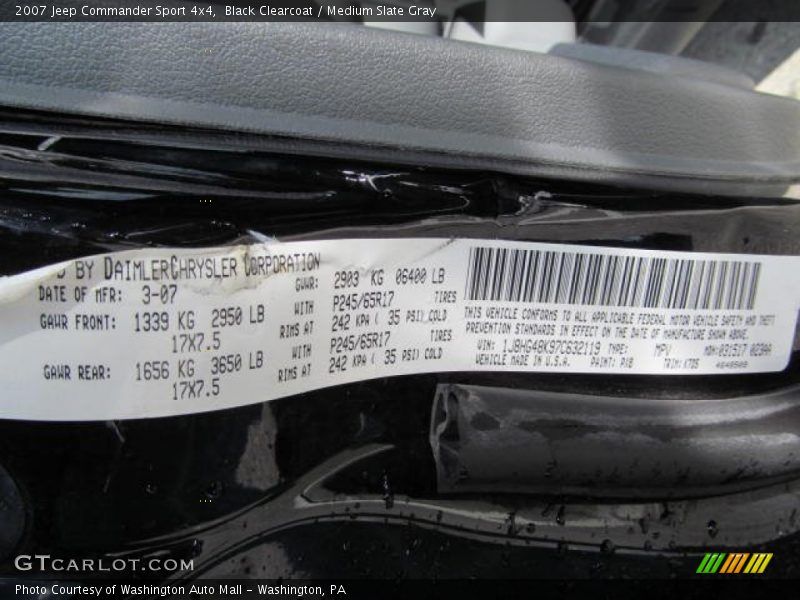 2007 Jeep Commander Sport 4x4,  Black Clearcoat / Medium Slate Gray
D BY DAIMLERCHRYSLER CORPORATION
DATE OF MFR: 3-07
GVWR: 2903 KG 06400 LB
GAWR FRONT: 1339 KG 2950 LB WITH P245/65R17 TIRES
17X7.5 RIMS AT 242 KPA ( 35 PSI) COLD
GAWR REAR: 1656 KG 3650 LB WITH P245/65R17 TIRES
17X7.5 RIMS AT 242 KPA ( 35 PSI) COLD
THIS VEHICLE CONFORMS TO ALL APPLICABLE FEDERAL MOTOR VEHICLE SAFETY AND THEFT
PREVENTION STANDARDS IN EFFECT ON THE DATE OF MANUFACTURE SHOWN ABOVE.
VIN: 1J8HG48K97C632119 TYPE: MPV MDH:031517 023AA
VEHICLE MADE IN U.S.A. PAINT: PX8 TRIM:K7D5
GTCARLOT.COM
Photo Courtesy of Washington Auto Mall - Washington, PA